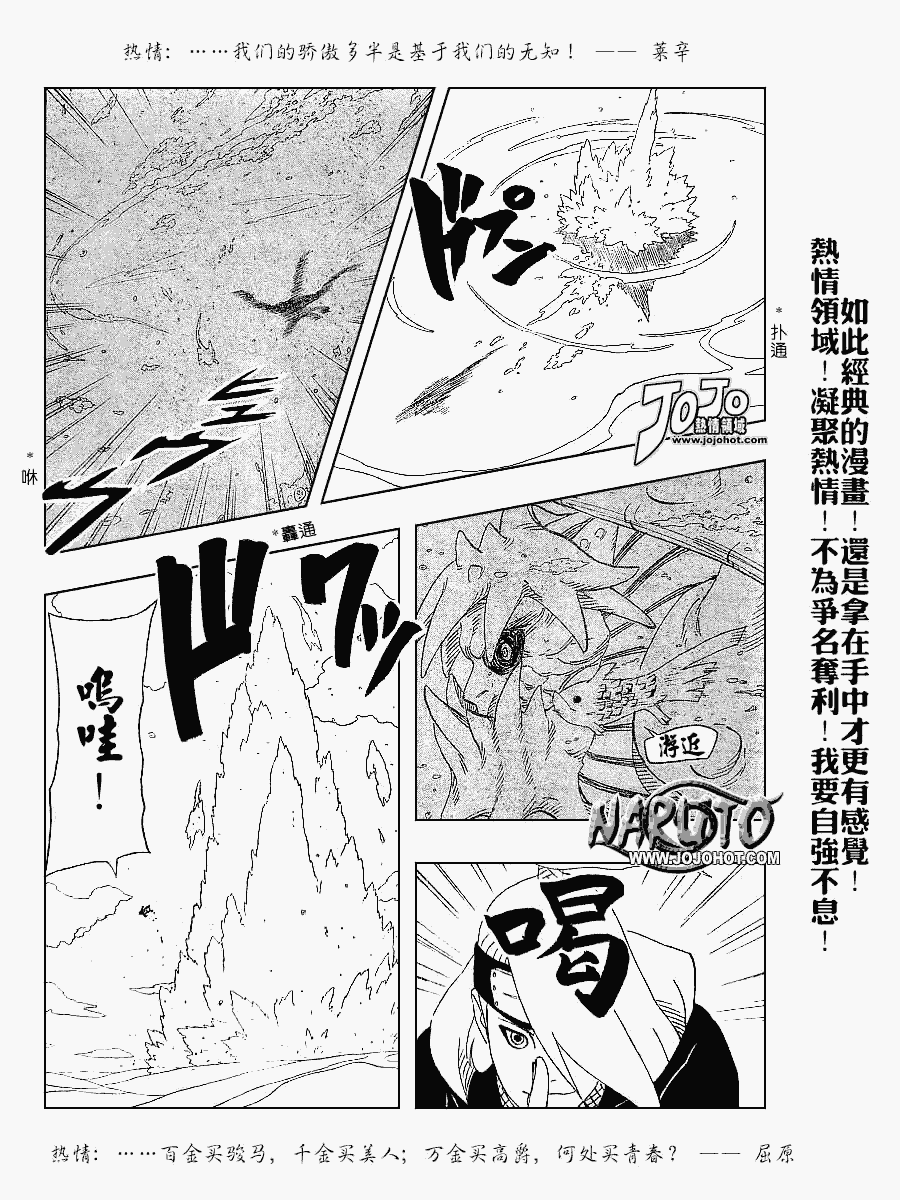 热情：……我们的骄傲多半是基于我们的无知！ —— 莱辛
ドプン
*扑通
JOJO
熱情領域
www.jojohot.com
*咻
*轟通
ドワッ
嗚哇！
游近
NARUTO
WWW.JOJOHOT.COM
喝
如此經典的漫畫！還是拿在手中才更有感覺！
熱情領域！凝聚熱情！不為爭名奪利！我要自強不息！
热情：……百金买骏马，千金买美人；万金买高爵，何处买青春？ —— 屈原